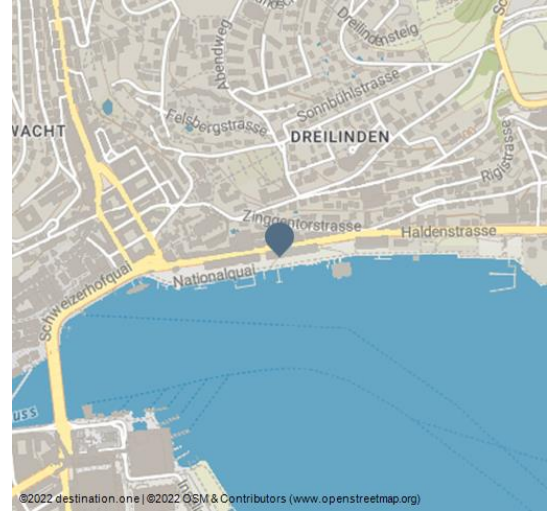 Dreilindensteig
Abendweg
Sonnbühlstrasse
Felsbergstrasse
WACHT
DREILINDEN
Riglstrasse
Zinggentorstrasse
Haldenstrasse
Schweizerhofquai
Nationalquai
USS
©2022 destination.one | ©2022 OSM & Contributors (www.openstreetmap.org)